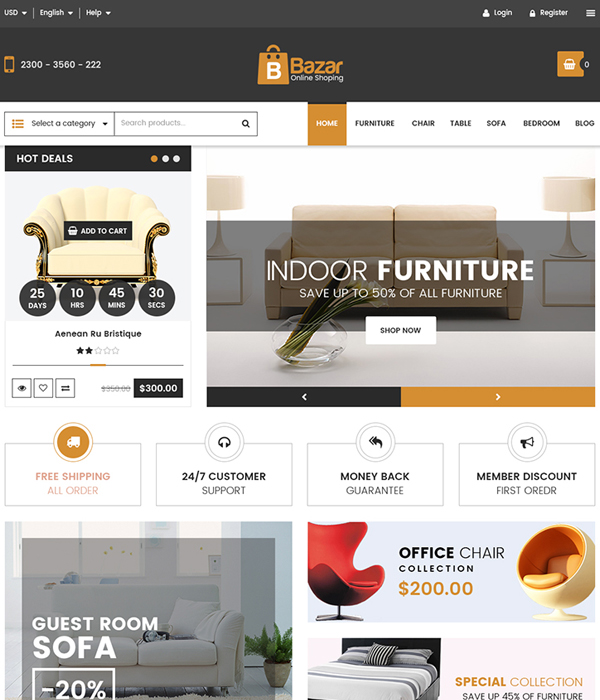 USD English Help Login Register
2300 - 3560 - 222
B Bazar
Online Shoping
0
Select a category Search products...
HOME FURNITURE CHAIR TABLE SOFA BEDROOM BLOG
HOT DEALS
ADD TO CART
25 10 45 30
DAYS HRS MINS SECS
Aenean Ru Bristique
$350.00 $300.00
INDOOR FURNITURE
SAVE UP TO 50% OF ALL FURNITURE
SHOP NOW
FREE SHIPPING
ALL ORDER
24/7 CUSTOMER
SUPPORT
MONEY BACK
GUARANTEE
MEMBER DISCOUNT
FIRST OREDR
GUEST ROOM
SOFA
-20%
OFFICE CHAIR
COLLECTION
$200.00
SPECIAL COLLECTION
SAVE UP 45% OF FURNITURE